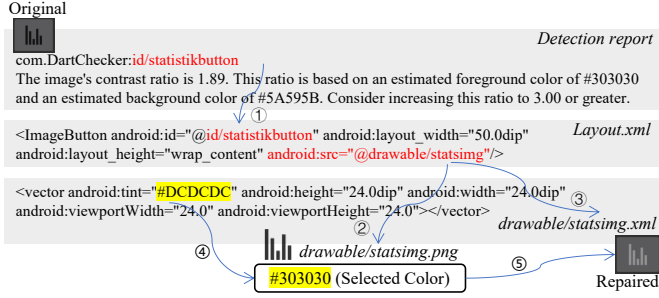 Original
Detection report
com.DartChecker:id/statistikbutton
The image's contrast ratio is 1.89. This ratio is based on an estimated foreground color of #303030
and an estimated background color of #5A595B. Consider increasing this ratio to 3.00 or greater.
①
<ImageButton android:id="@id/statistikbutton" android:layout_width="50.0dip" Layout.xml
android:layout_height="wrap_content" android:src="@drawable/statsimg"/>
<vector android:tint="#DCDCDC" android:height="24.0dip" android:width="24.0dip" ③
android:viewportWidth="24.0" android:viewportHeight="24.0"></vector>
drawable/statsimg.xml
②
④ drawable/statsimg.png
#303030 (Selected Color) ⑤
Repaired